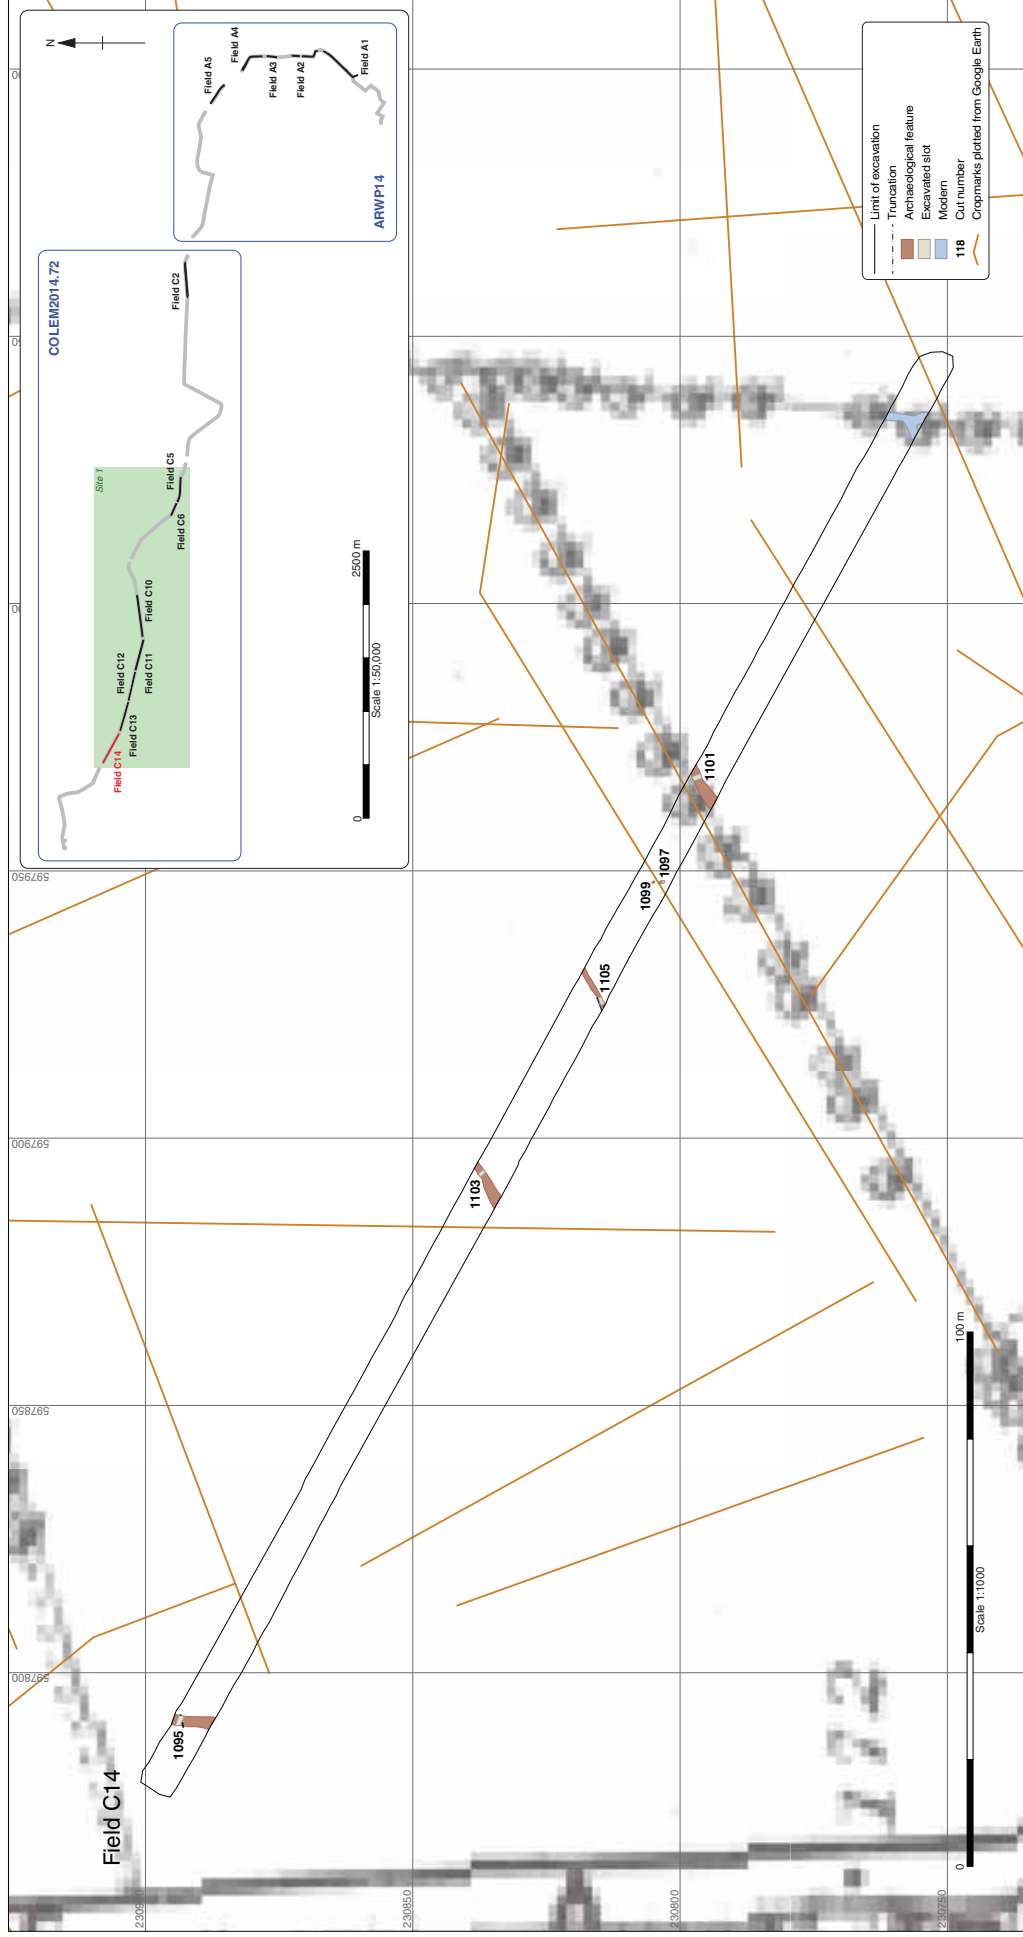 Field C14
N
COLEM2014.72
Site 1
Field C14
Field C13
Field C12
Field C11
Field C10
Field C6
Field C5
Field C2
0
2500 m
Scale 1:50,000
ARWP14
Field A5
Field A4
Field A3
Field A2
Field A1
1095
1103
1105
1099
1097
1101
597800
597850
597900
597950
230850
230800
230750
172
0
100 m
Scale 1:1000
Limit of excavation
Truncation
Archaeological feature
Excavated slot
Modern
118 Cut number
Cropmarks plotted from Google Earth